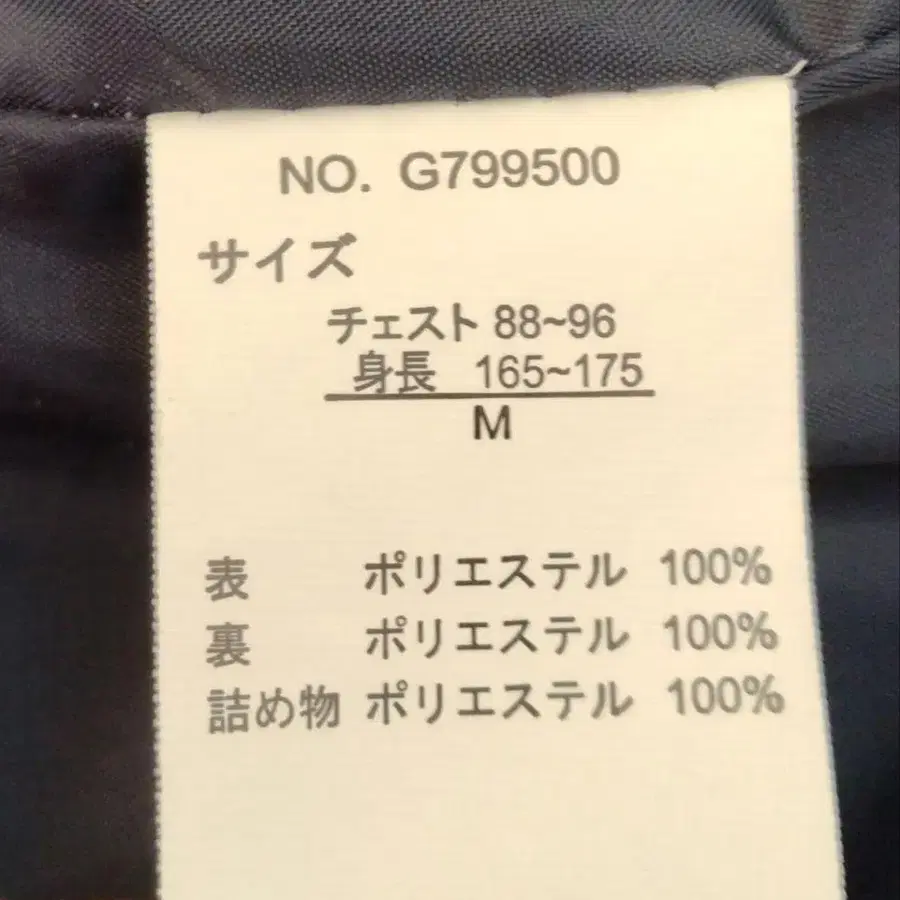 NO. G799500
サイズ
チェスト 88~96
身長 165~175
M
表 ポリエステル 100%
裏 ポリエステル 100%
詰め物 ポリエステル 100%